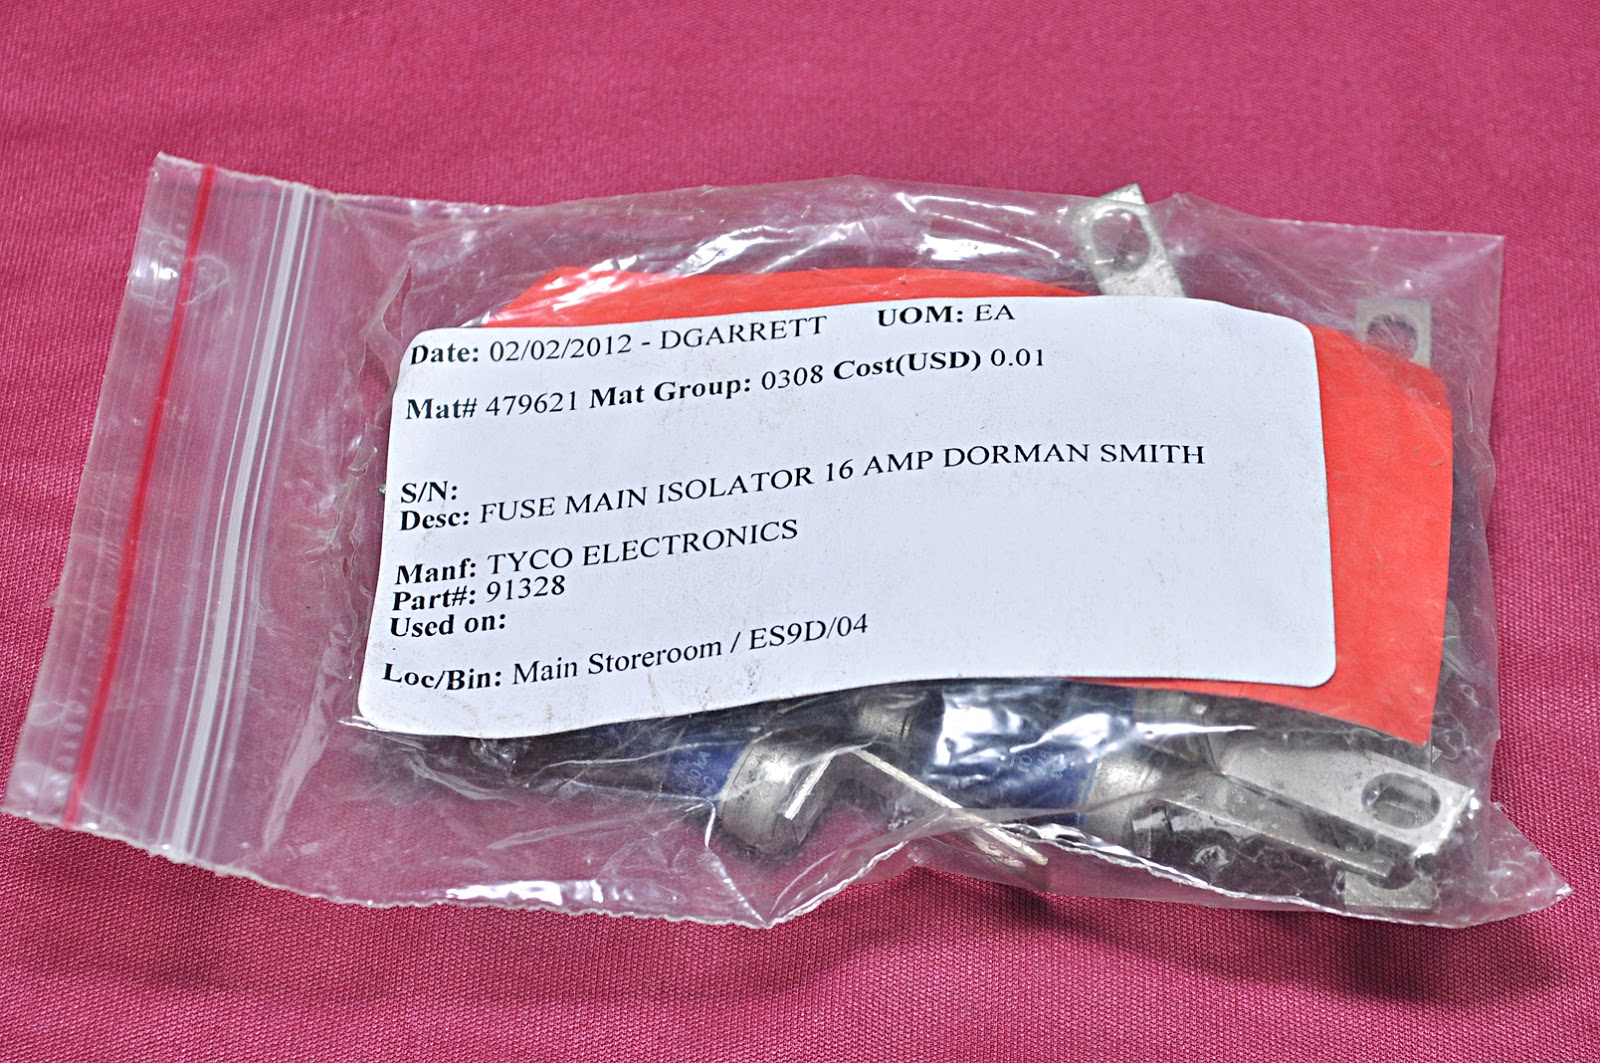 Date: 02/02/2012 - DGARRETT UOM: EA
Mat# 479621 Mat Group: 0308 Cost(USD) 0.01
S/N:
Desc: FUSE MAIN ISOLATOR 16 AMP DORMAN SMITH
Manf: TYCO ELECTRONICS
Part#: 91328
Used on:
Loc/Bin: Main Storeroom / ES9D/04